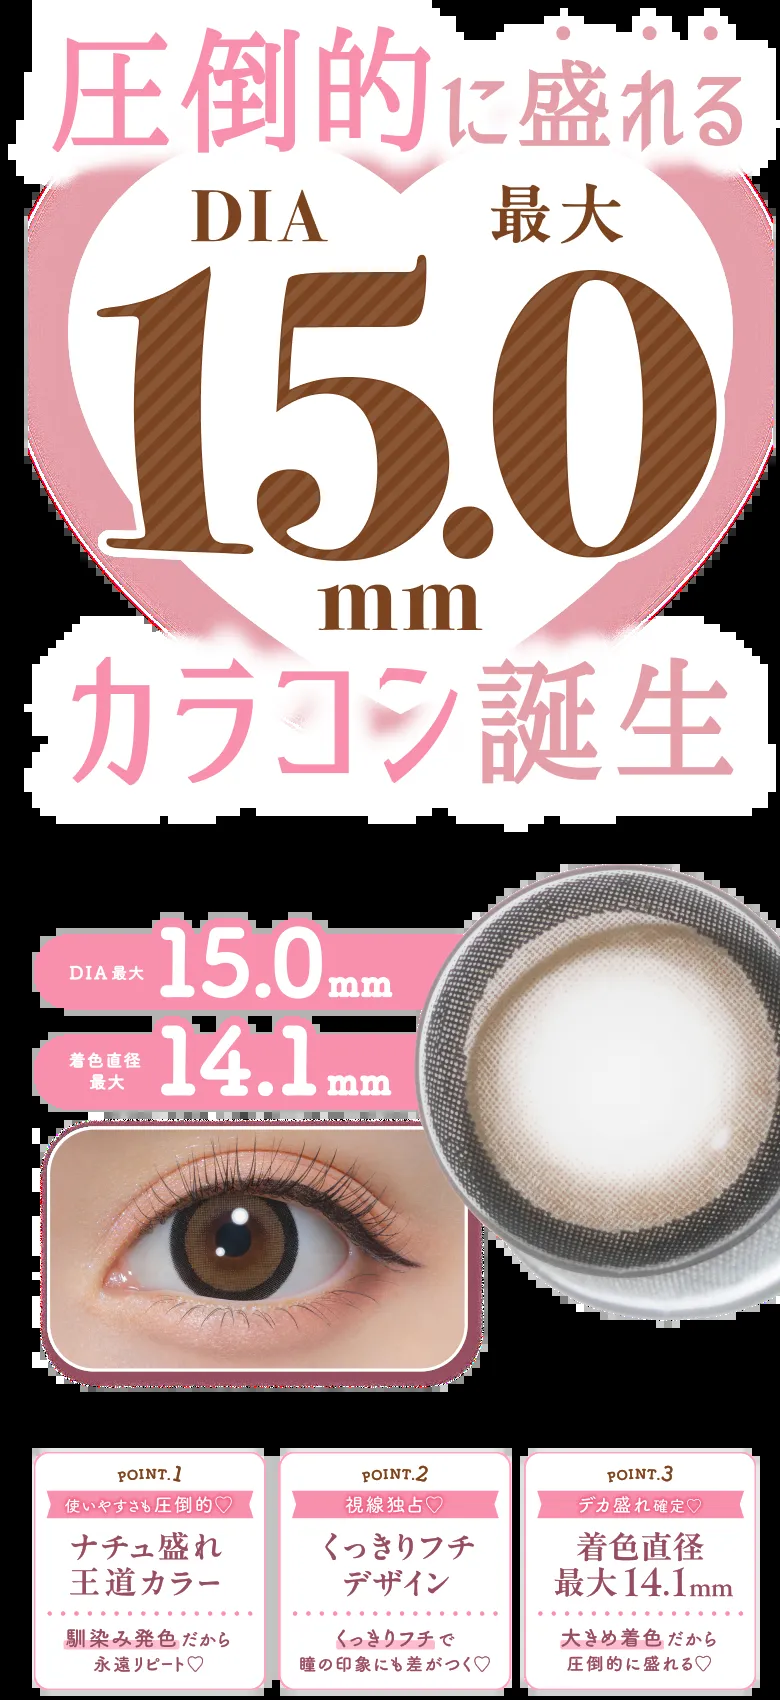 圧倒的に盛れる
DIA 最大
15.0
mm
カラコン誕生
DIA最大 15.0mm
着色直径
最大 14.1mm
POINT.1
使いやすさも圧倒的♡
ナチュ盛れ
王道カラー
馴染み発色だから
永遠リピート♡
POINT.2
視線独占♡
くっきりフチ
デザイン
くっきりフチで
瞳の印象にも差がつく♡
POINT.3
デカ盛れ確定♡
着色直径
最大14.1mm
大きめ着色だから
圧倒的に盛れる♡